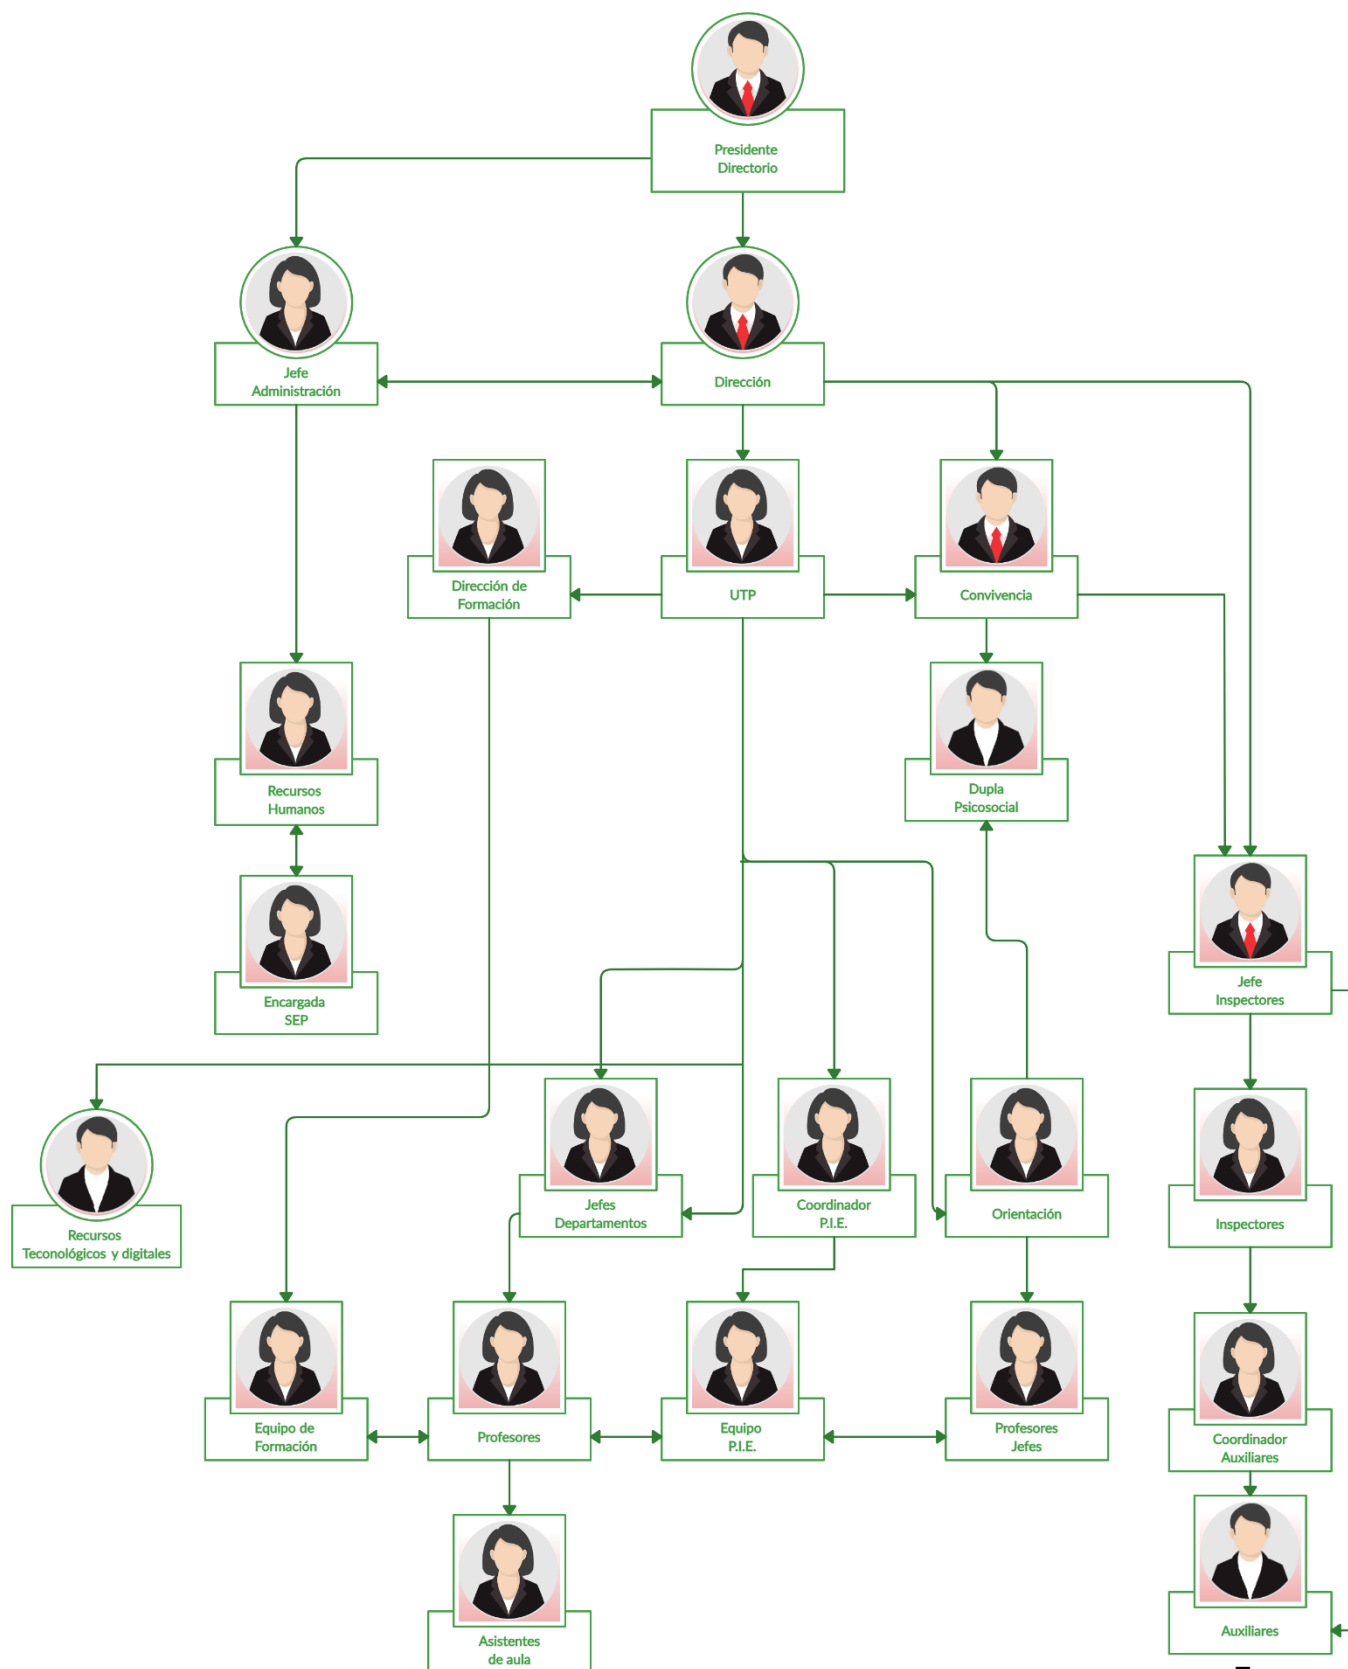 Presidente
Directorio
Jefe
Administración
Dirección
Dirección de
Formación
UTP
Convivencia
Recursos
Humanos
Dupla
Psicosocial
Encargada
SEP
Jefe
Inspectores
Recursos
Teconológicos y digitales
Jefes
Departamentos
Coordinador
P.I.E.
Orientación
Inspectores
Equipo de
Formación
Profesores
Equipo
P.I.E.
Profesores
Jefes
Coordinador
Auxiliares
Asistentes
de aula
Auxiliares